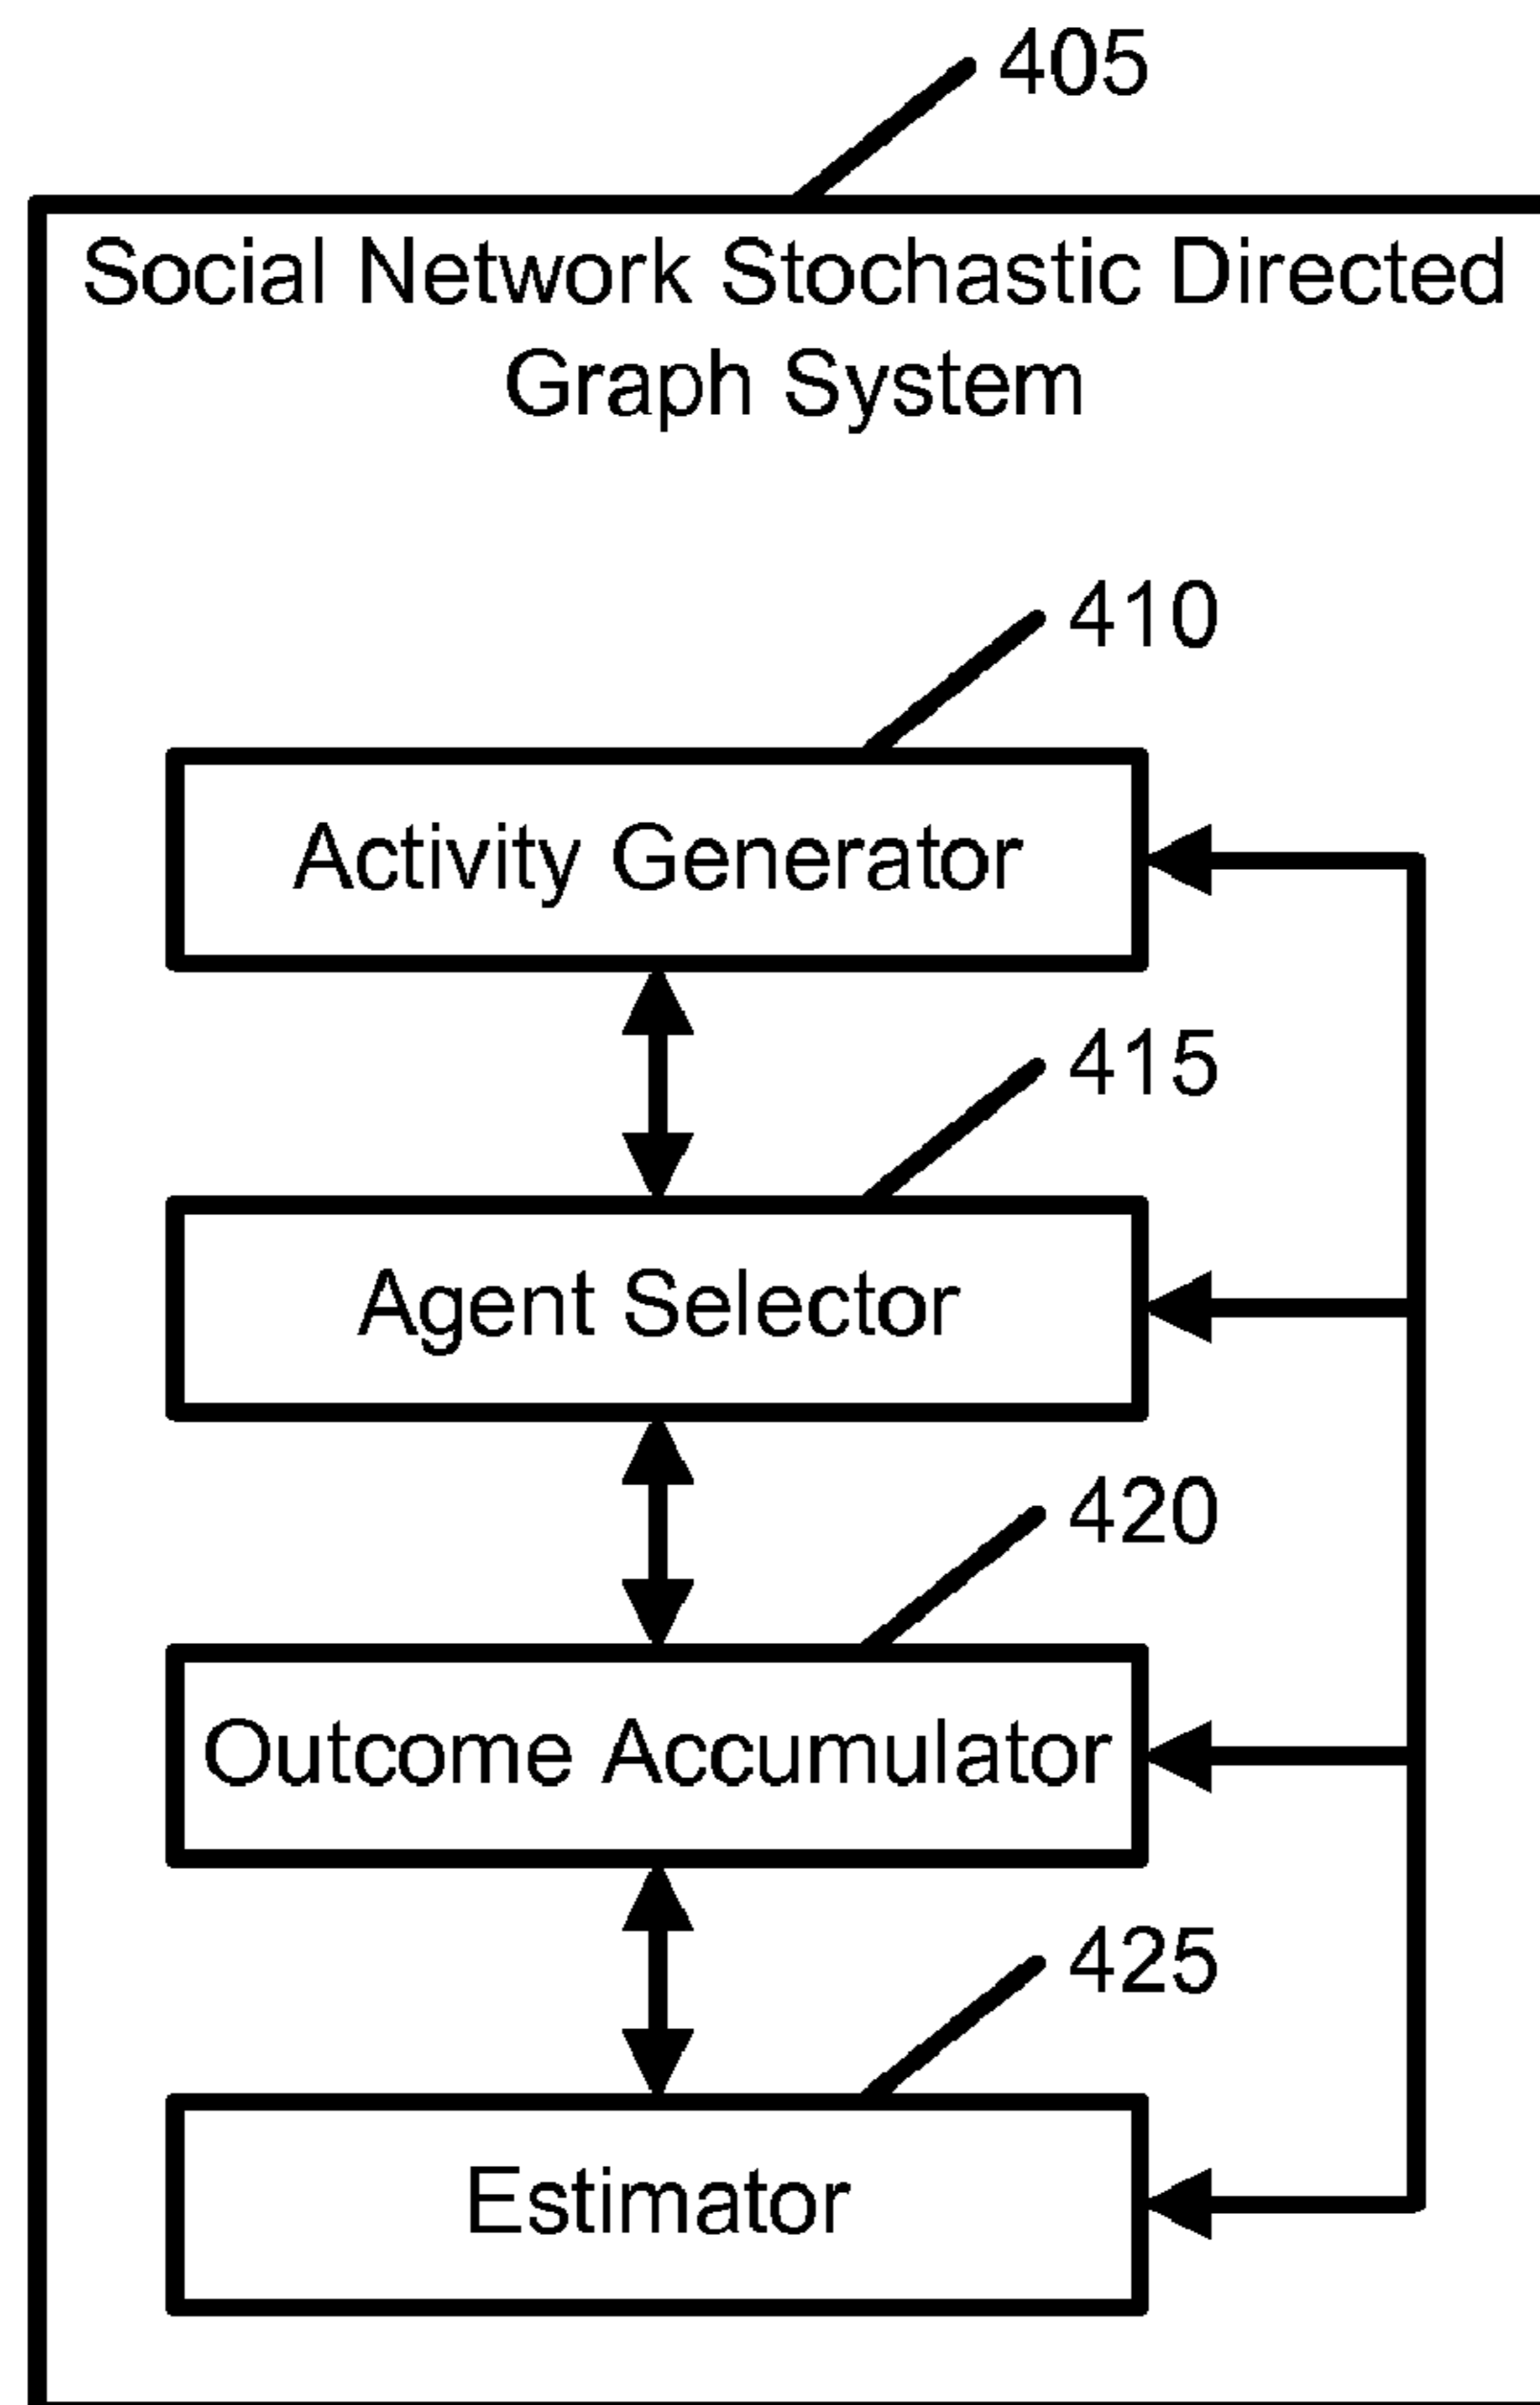 405
Social Network Stochastic Directed
Graph System
410
Activity Generator
415
Agent Selector
420
Outcome Accumulator
425
Estimator